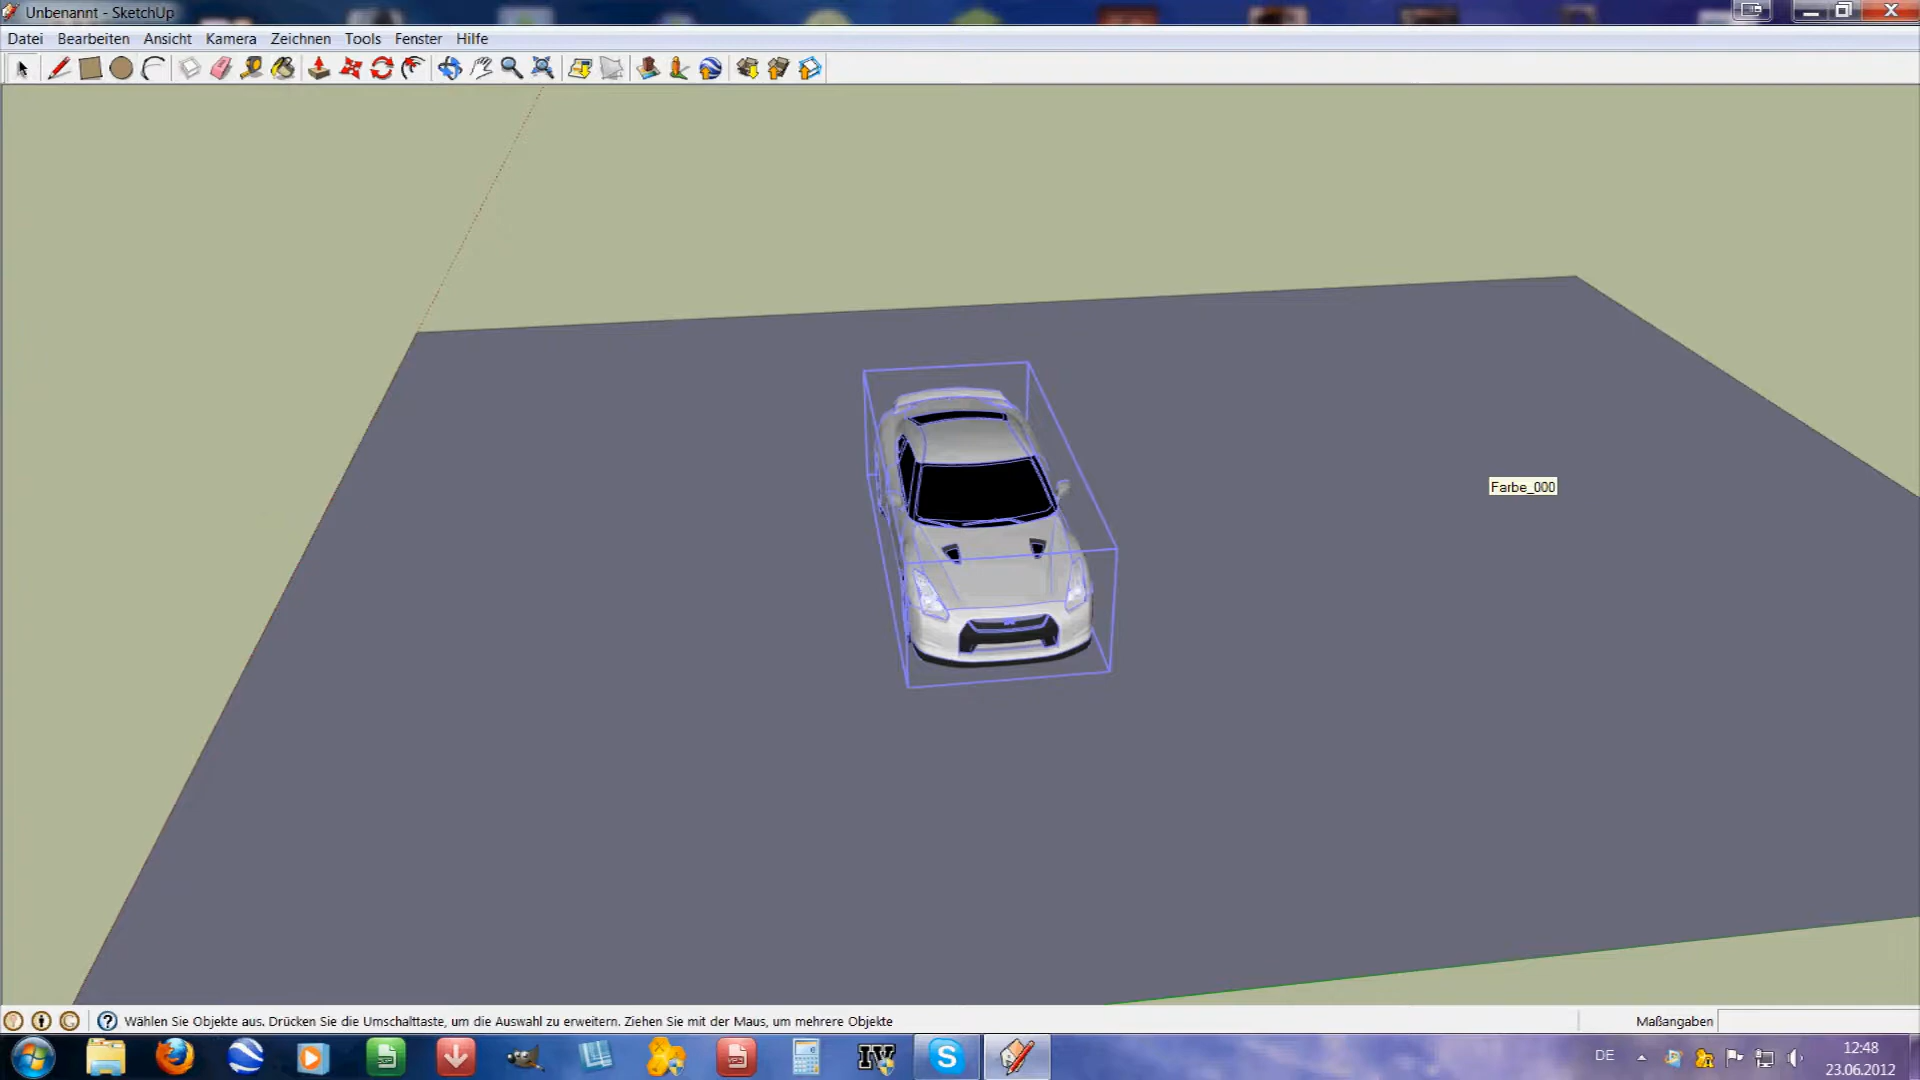 Unbenannt - SketchUp
Datei Bearbeiten Ansicht Kamera Zeichnen Tools Fenster Hilfe
Farbe_000
Wählen Sie Objekte aus. Drücken Sie die Umschalttaste, um die Auswahl zu erweitern. Ziehen Sie mit der Maus, um mehrere Objekte
Maßangaben
IV
S
DE
12:48
23.06.2012